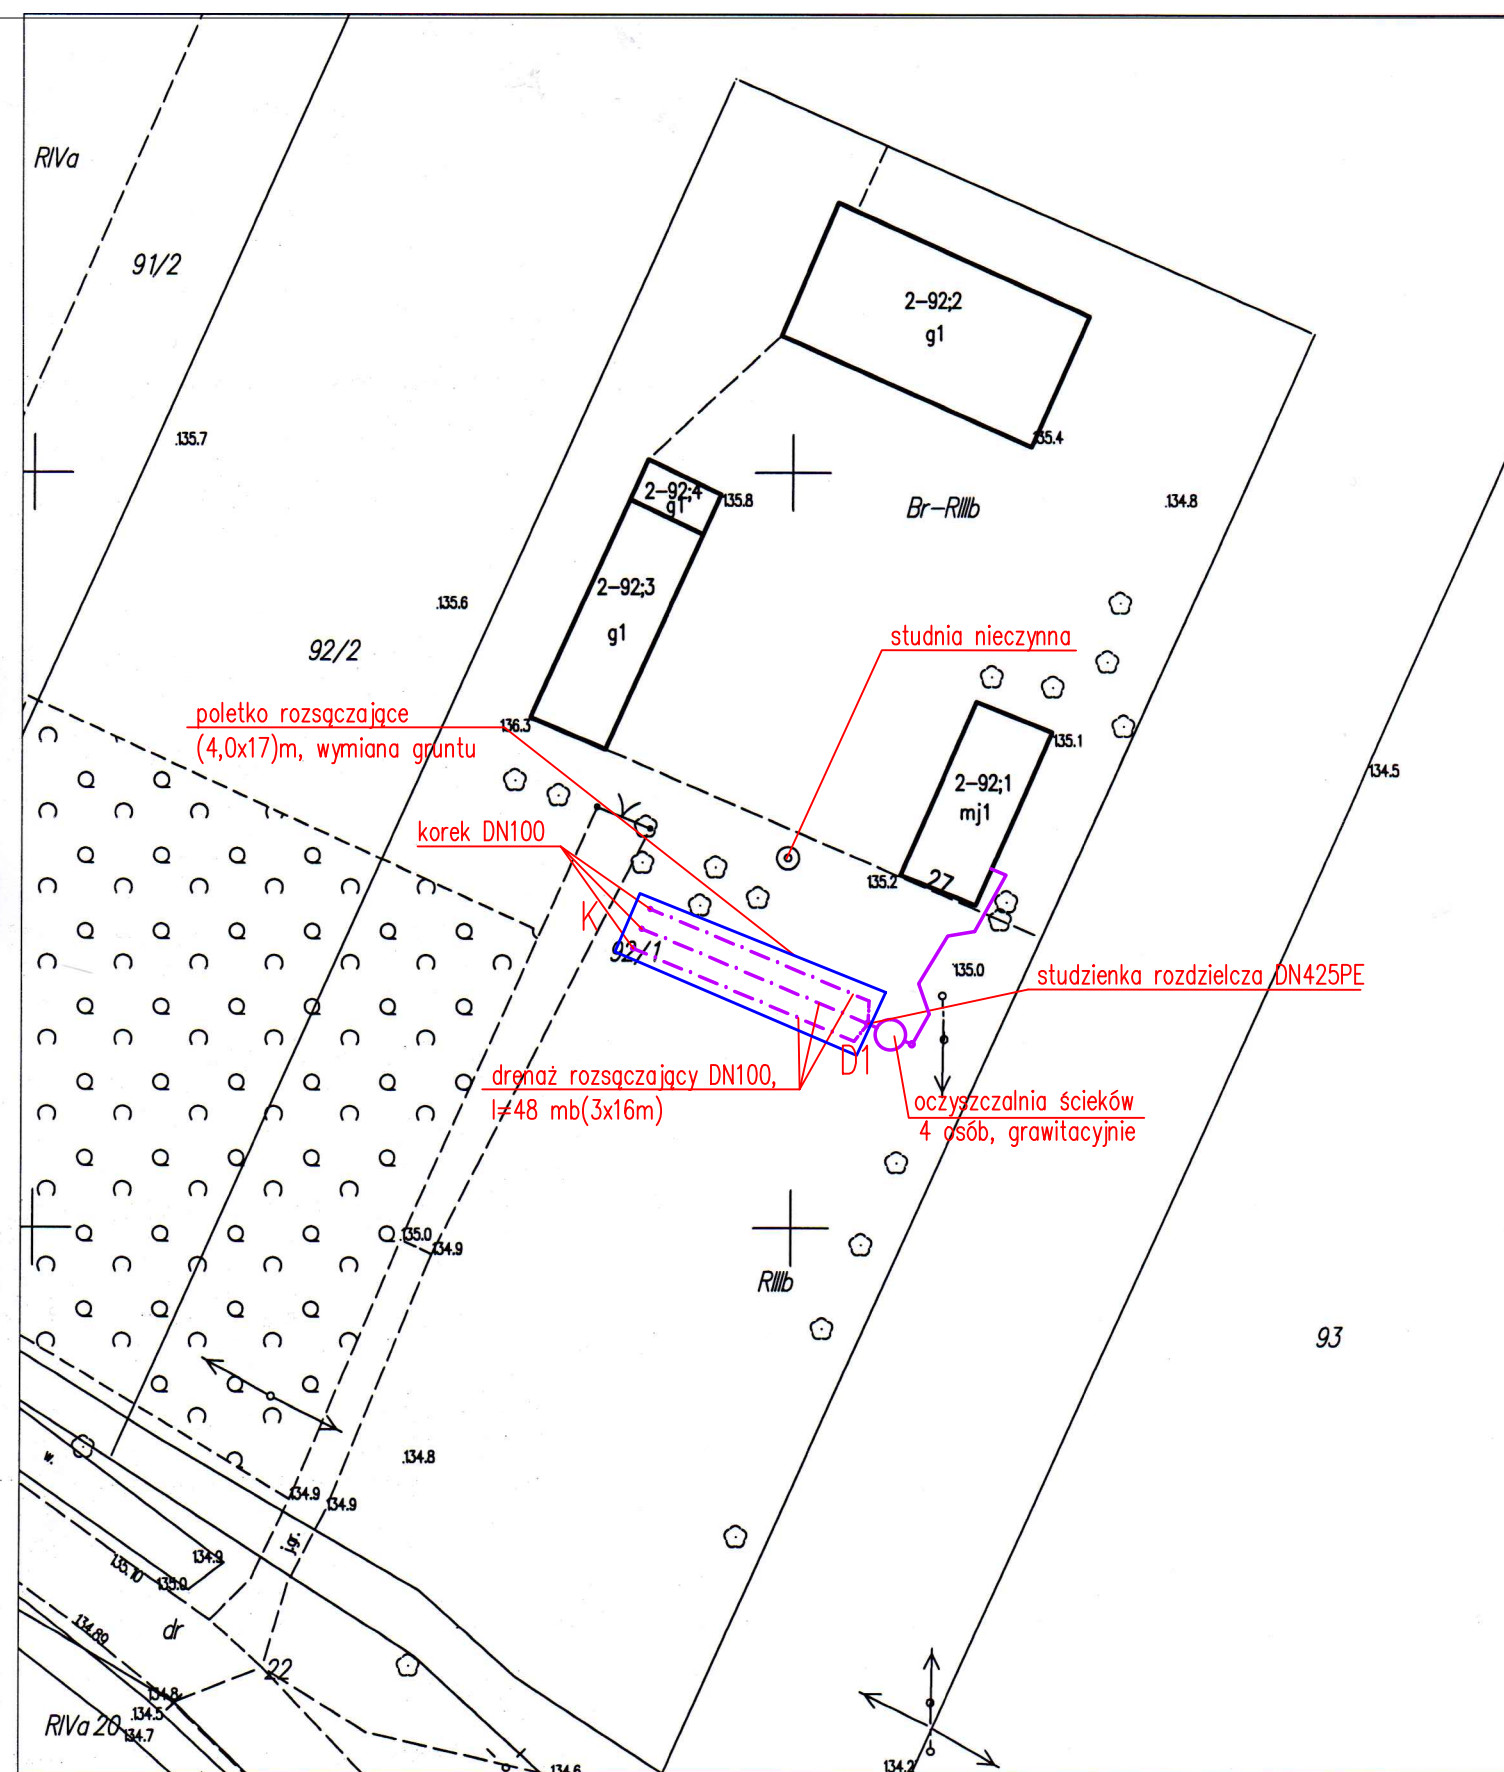 RIVa
91/2
2-92;2
g1
.135.7
135.4
2-92;4
g1
135.8
Br-RIIIb
.134.8
2-92;3
g1
.135.6
92/2
studnia nieczynna
poletko rozsączające
(4,0x17)m, wymiana gruntu
136.3
135.1
134.5
2-92;1
mj1
korek DN100
135.2
27
K
92/1
135.0
studzienka rozdzielcza DN425PE
D1
drenaż rozsączający DN100,
l=48 mb(3x16m)
oczyszczalnia ścieków
4 osób, grawitacyjnie
.135.0
134.9
RIIIb
93
w.
.134.8
134.9
134.9
jgr.
134.9
135.10
135.0
134.89
dr
22
134.8
.134.5
134.7
RIVa 20
134.6
134.2